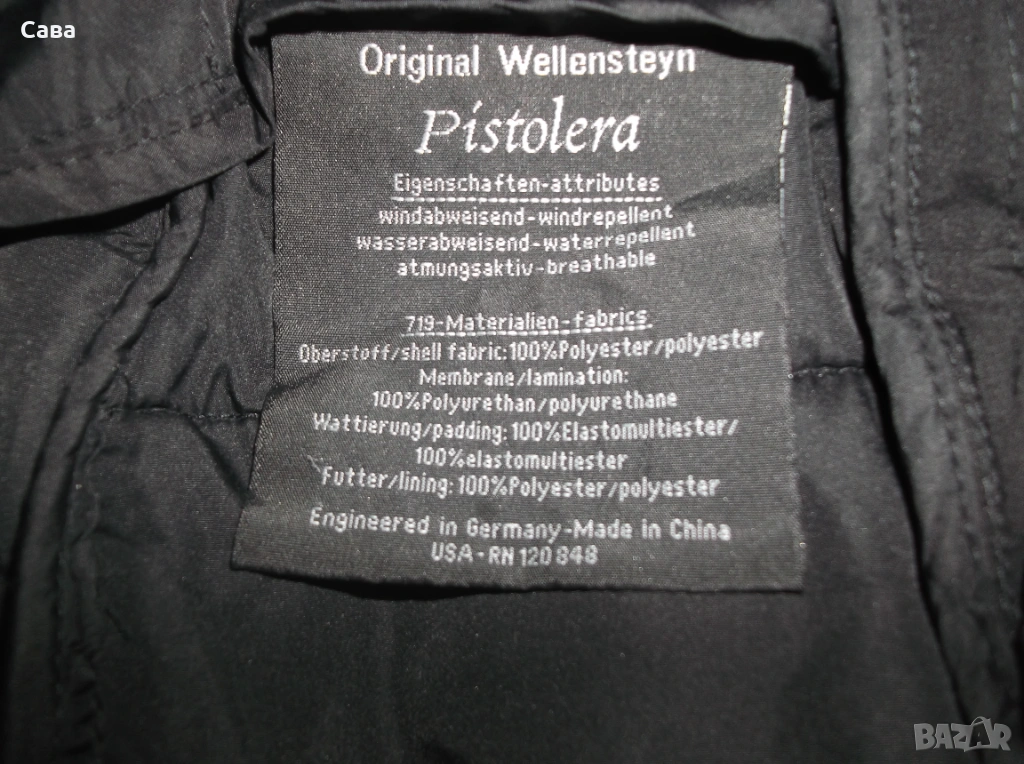 Сава
Original Wellensteyn
Pistolera
Eigenschaften-attributes
windabweisend-windrepellent
wasserabweisend-waterrepellent
atmungsaktiv-breathable
719-Materialien-fabrics
Oberstoff/shell fabric:100%Polyester/polyester
Membrane/lamination:
100%Polyurethan/polyurethane
Wattierung/padding:100%Elastomultiester/
100%elastomultiester
Futter/lining:100%Polyester/polyester
Engineered in Germany-Made in China
USA-RN 120 848
BAZAR